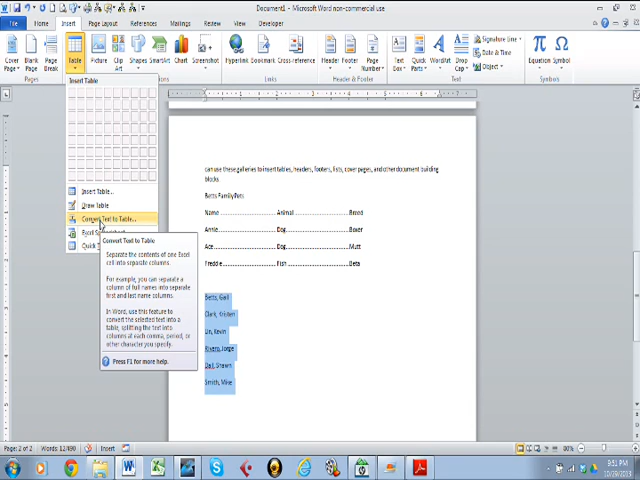 Document1 - Microsoft Word non-commercial use
File Home Insert Page Layout References Mailings Review View Developer
Cover Page Blank Page Page Break Table Picture Clip Art Shapes SmartArt Chart Screenshot Hyperlink Bookmark Cross-reference Header Footer Page Number Text Box Quick Parts WordArt Drop Cap Signature Line Date & Time Object Equation Symbol
Pages Links Header & Footer Text Symbols
Insert Table
Insert Table...
Draw Table
Convert Text to Table...
Excel Spreadsheet
Quick
Convert Text to Table
Separate the contents of one Excel
cell into separate columns.
For example, you can separate a
column of full names into separate
first and last name columns.
In Word, use this feature to
convert the selected text into a
table, splitting the text into
columns at each comma, period, or
other character you specify.
Press F1 for more help.
can use these galleries to insert tables, headers, footers, lists, cover pages, and other document building
blocks.
Betts Family Pets
Name Animal Breed
Annie Dog Boxer
Ace Dog Mutt
Freddie Fish Beta
Betts, Gail
Clark, Kristen
Lin, Kevin
Rivero, Jorge
Dall, Shawn
Smith, Mike
Page: 2 of 2 Words: 12/490 Insert 80%
9:31 PM
10/29/2013